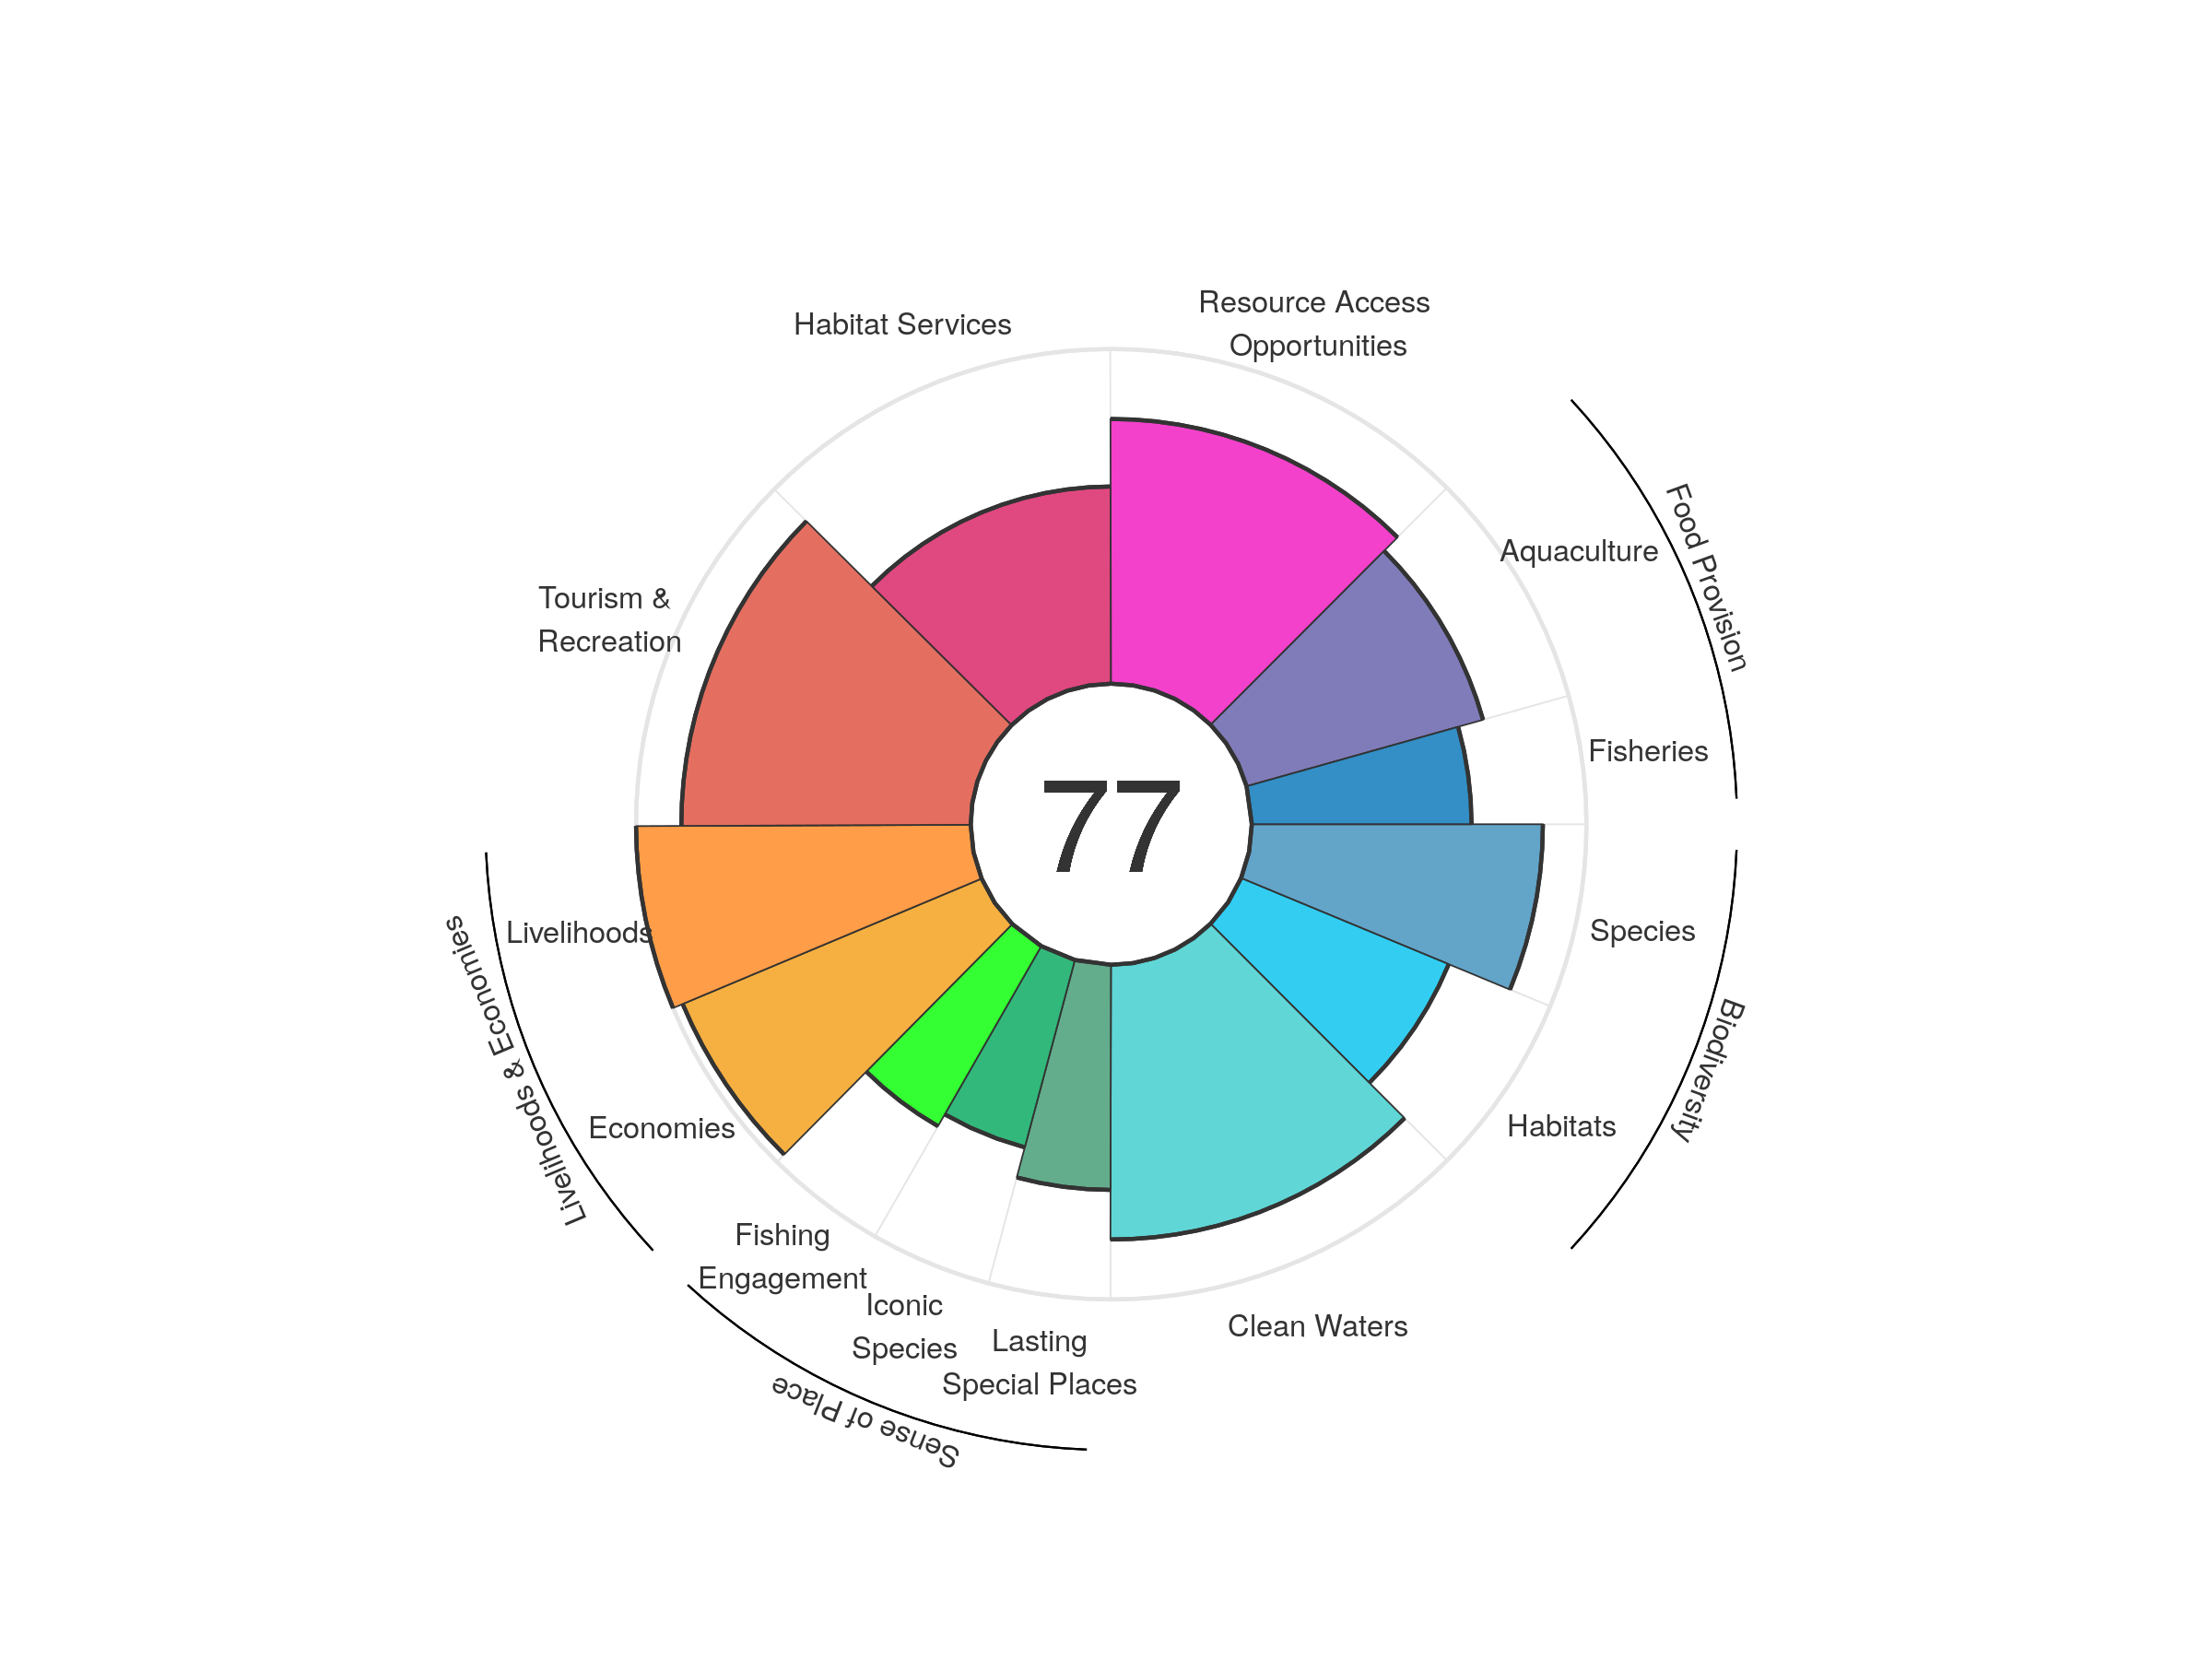 Resource Access
Opportunities
Habitat Services
Aquaculture
Food Provision
Tourism &
Recreation
Fisheries
77
Species
Livelihoods
Biodiversity
Livelihoods & Economies
Habitats
Economies
Fishing
Engagement
Iconic
Species
Lasting
Special Places
Clean Waters
Sense of Place